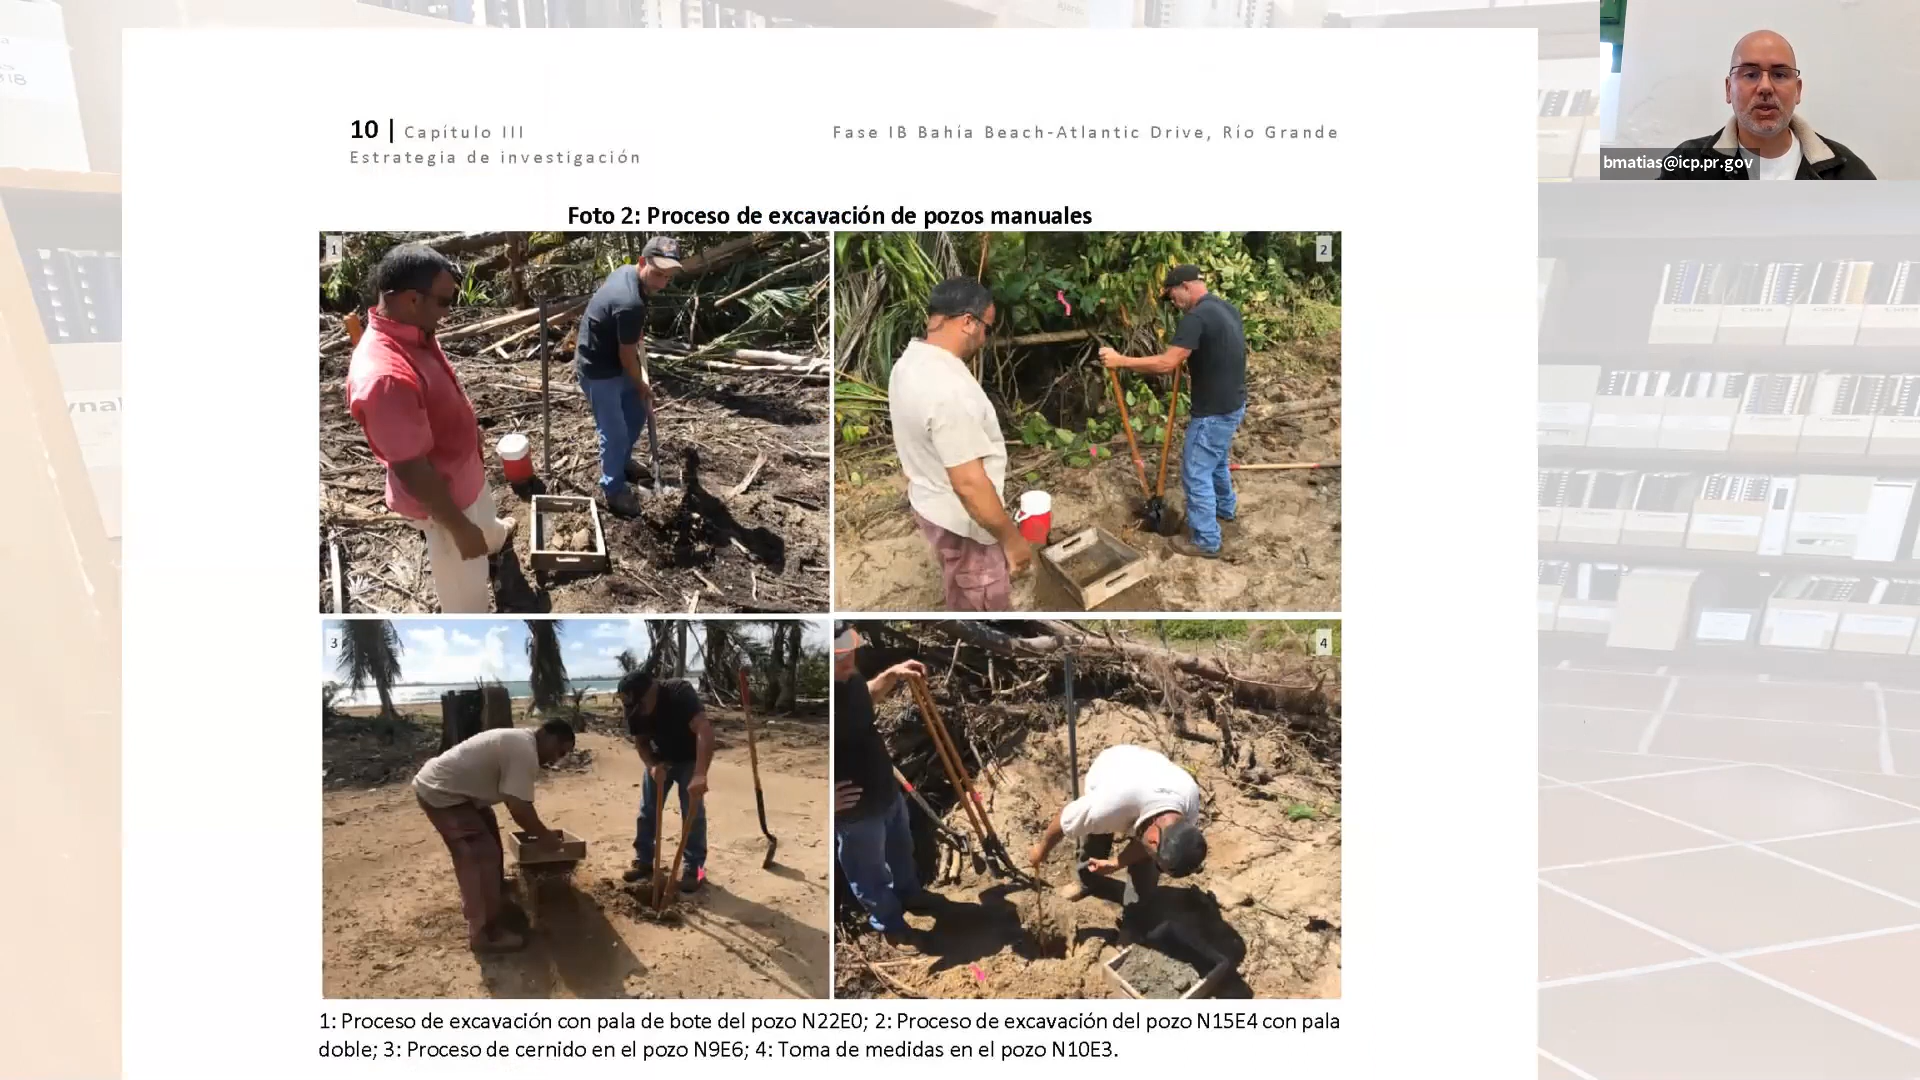 10 | Capítulo III
Estrategia de investigación
Fase IB Bahía Beach-Atlantic Drive, Río Grande
bmatias@icp.pr.gov
Foto 2: Proceso de excavación de pozos manuales
1
2
3
4
1: Proceso de excavación con pala de bote del pozo N22E0; 2: Proceso de excavación del pozo N15E4 con pala
doble; 3: Proceso de cernido en el pozo N9E6; 4: Toma de medidas en el pozo N10E3.